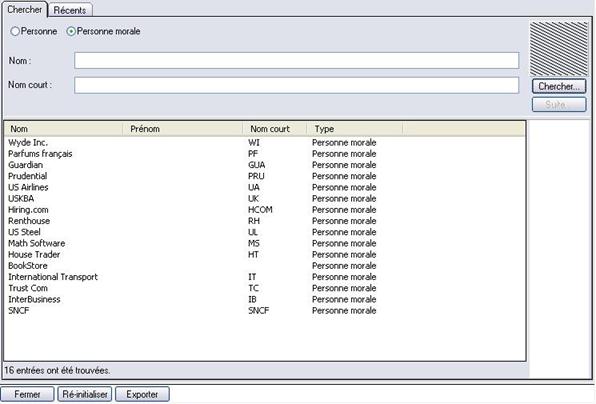 Chercher Récents
Personne Personne morale
Nom :
Nom court :
Chercher...
Suite...
Nom Prénom Nom court Type
Wyde Inc. WI Personne morale
Parfums français PF Personne morale
Guardian GUA Personne morale
Prudential PRU Personne morale
US Airlines UA Personne morale
USKBA UK Personne morale
Hiring.com HCOM Personne morale
Renthouse RH Personne morale
US Steel UL Personne morale
Math Software MS Personne morale
House Trader HT Personne morale
BookStore Personne morale
International Transport IT Personne morale
Trust Com TC Personne morale
InterBusiness IB Personne morale
SNCF SNCF Personne morale
16 entrées ont été trouvées.
Fermer Ré-initialiser Exporter